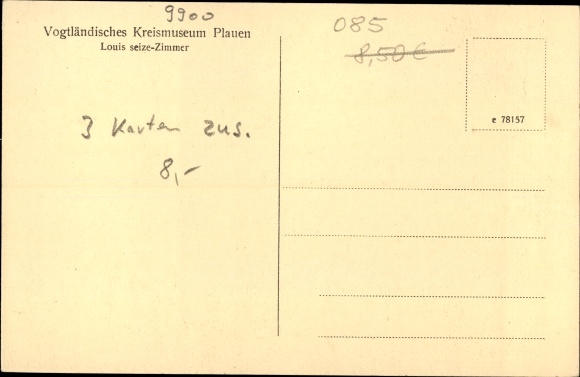 9900
Vogtländisches Kreismuseum Plauen
Louis seize-Zimmer
3 Karten zus.
8,-
085
8,50€
e 78157